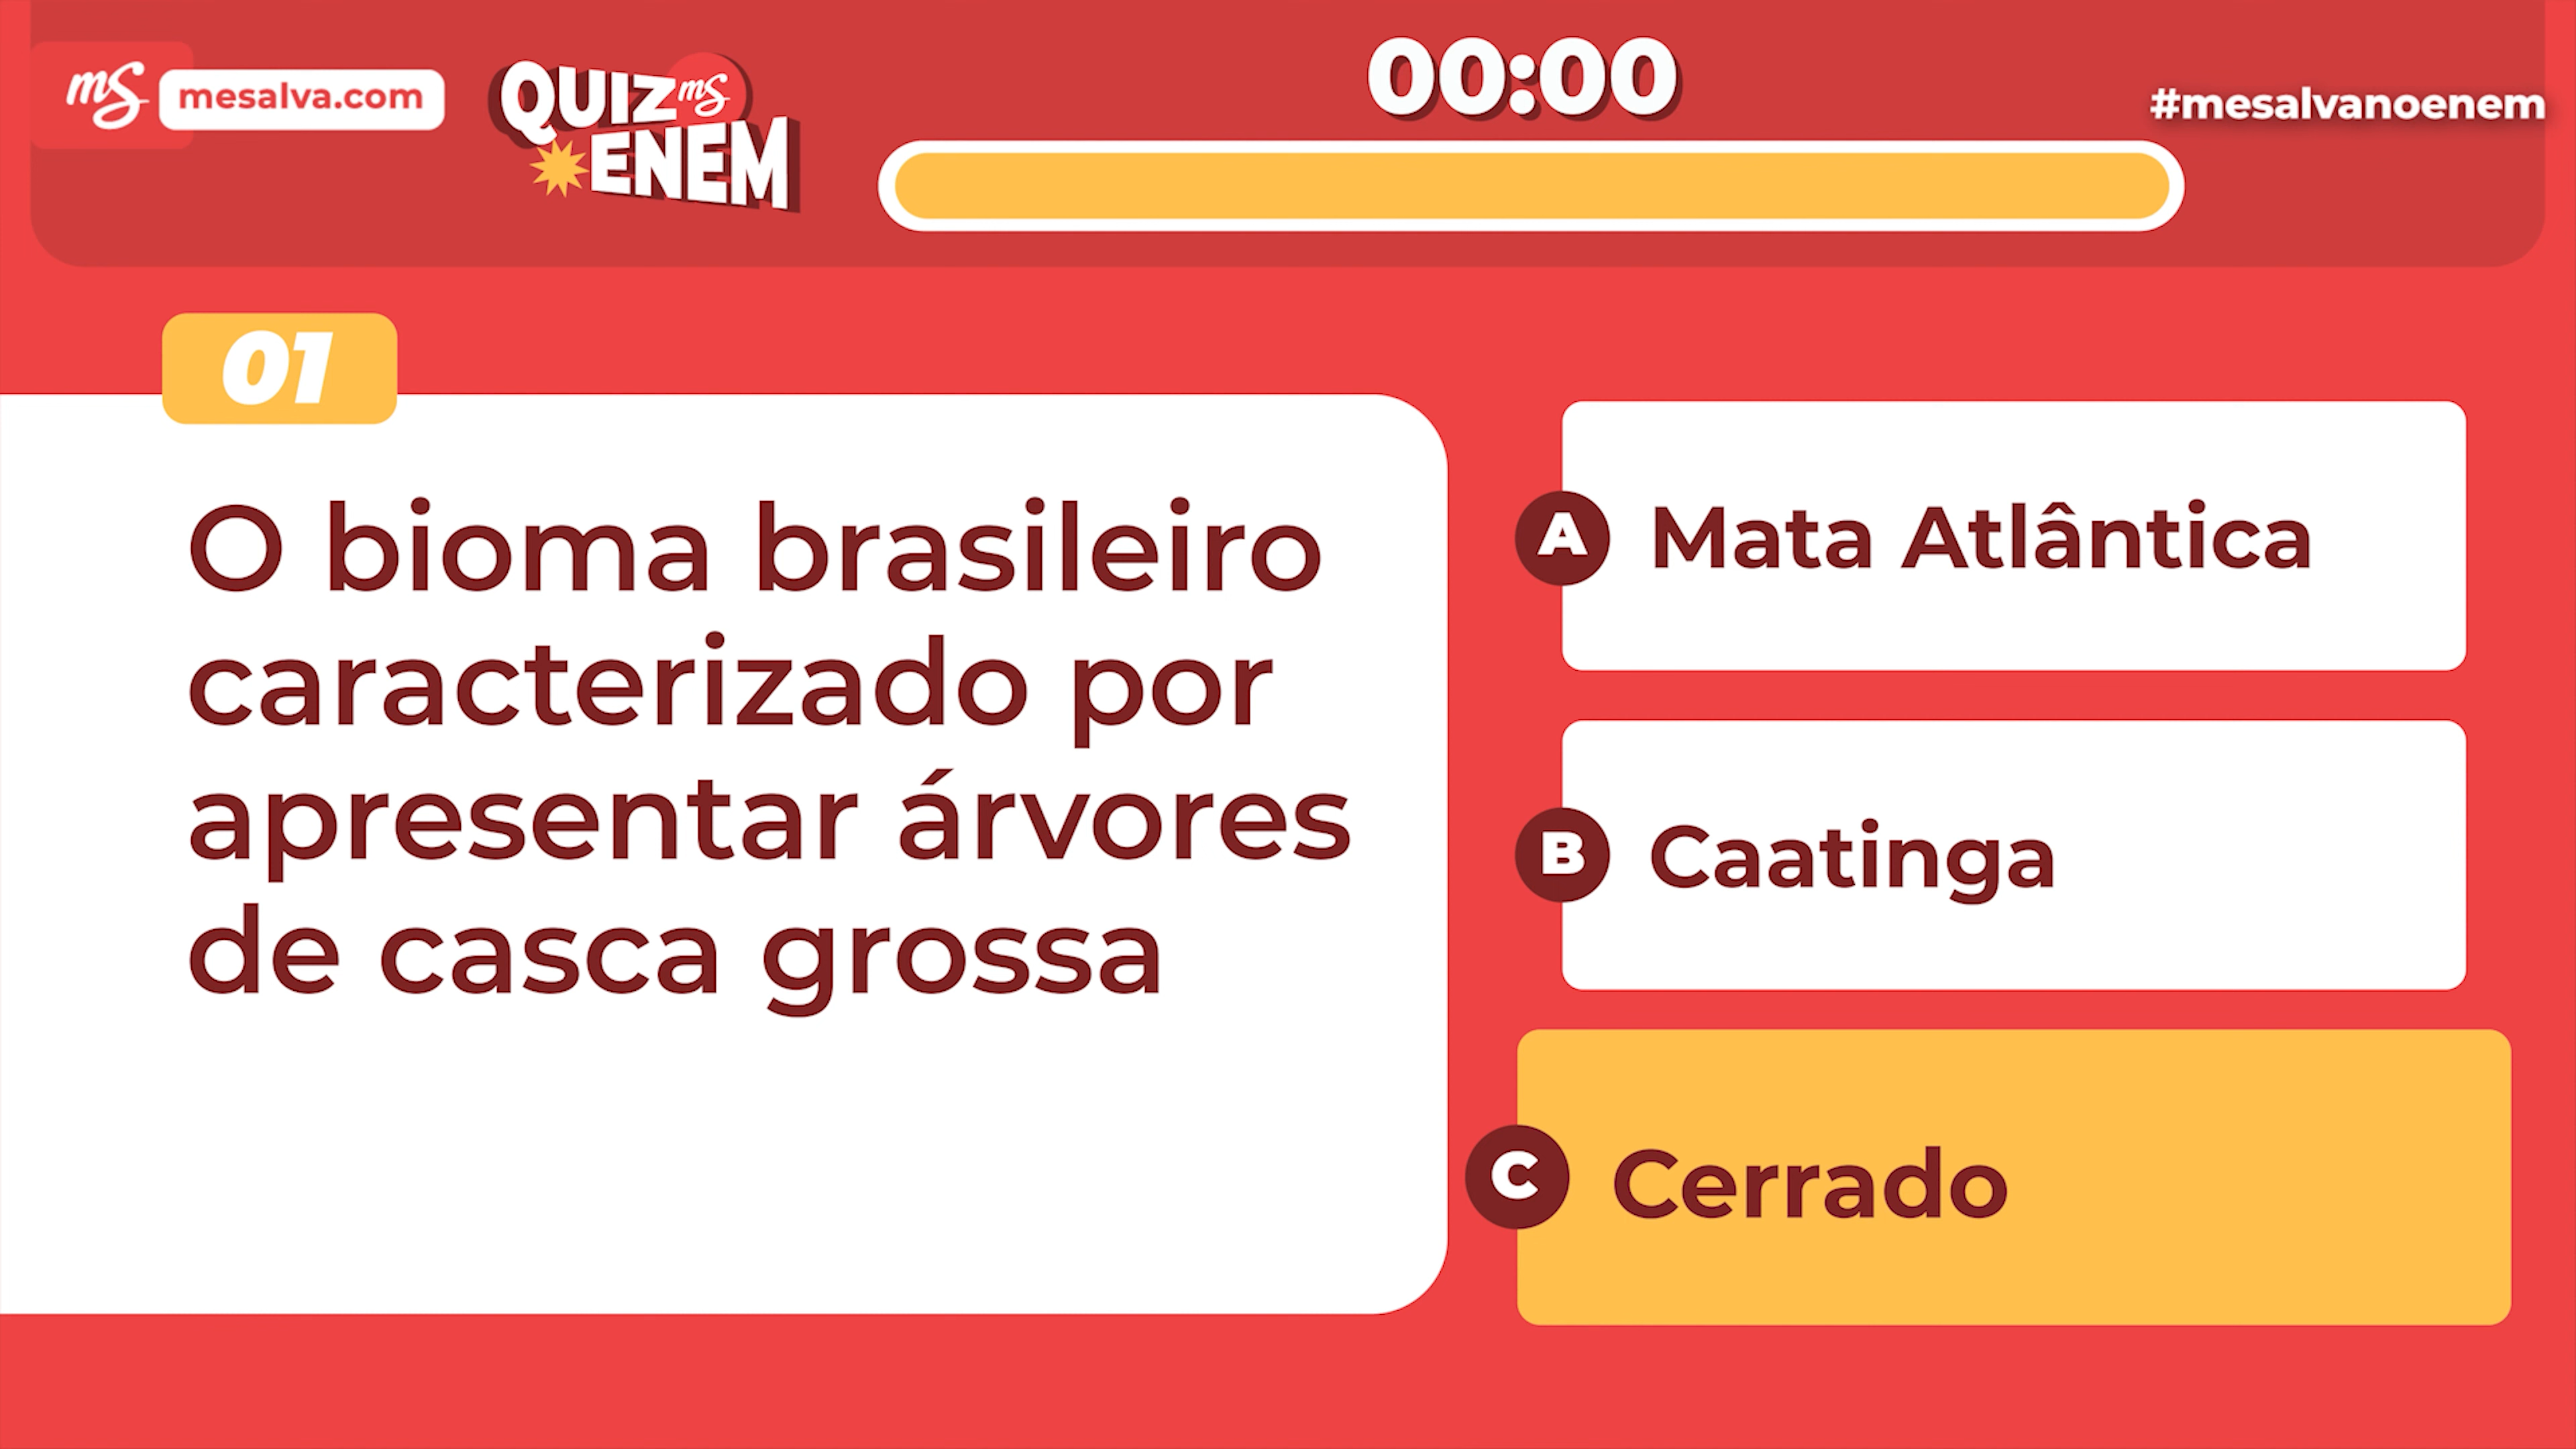 mS mesalva.com
QUIZ mS
ENEM
00:00
#mesalvanoenem
01
O bioma brasileiro
caracterizado por
apresentar árvores
de casca grossa
A Mata Atlântica
B Caatinga
C Cerrado